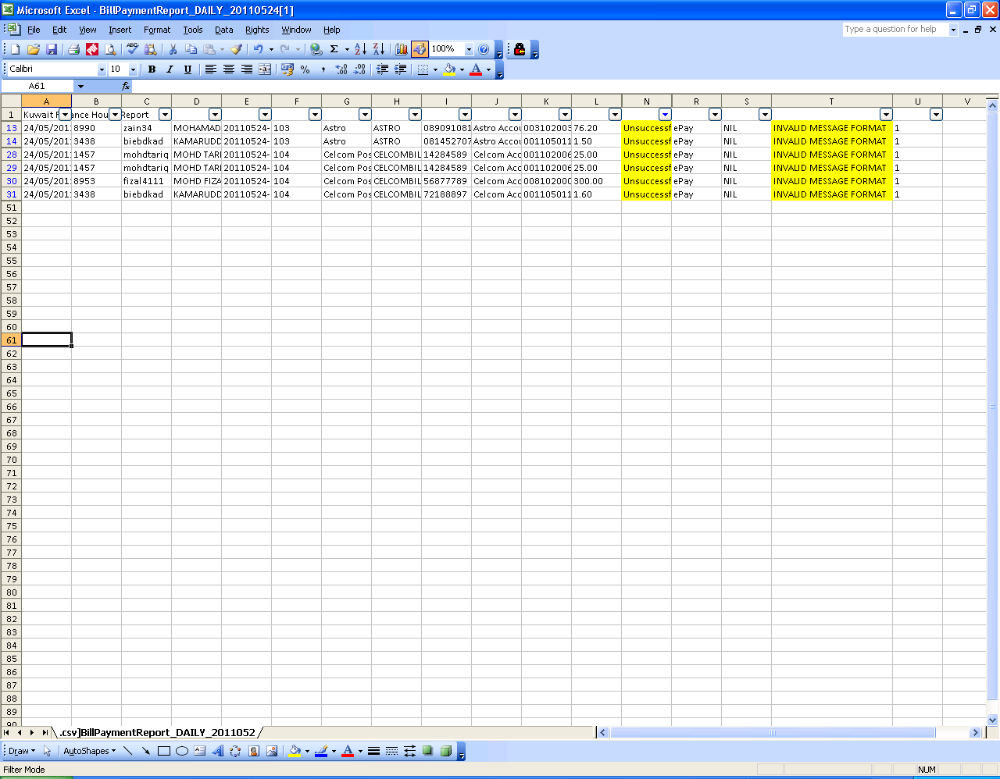 Microsoft Excel - BillPaymentReport_DAILY_20110524[1]
File Edit View Insert Format Tools Data Rights Window Help Type a question for help
100%
Calibri 10 B I U
A61 fx
A B C D E F G H I J K L N R S T U V
1 Kuwait F ance Hou Report
13 24/05/201 8990 zain34 MOHAMAD 20110524- 103 Astro ASTRO 089091081 Astro Accou 003102003 76.20 Unsuccessf ePay NIL INVALID MESSAGE FORMAT 1
14 24/05/201 3438 biebdkad KAMARUDD 20110524- 103 Astro ASTRO 081452707 Astro Accou 001105011 1.50 Unsuccessf ePay NIL INVALID MESSAGE FORMAT 1
28 24/05/201 1457 mohdtariq MOHD TARI 20110524- 104 Celcom Pos CELCOMBIL 14284589 Celcom Acc 001102006 25.00 Unsuccessf ePay NIL INVALID MESSAGE FORMAT 1
29 24/05/201 1457 mohdtariq MOHD TARI 20110524- 104 Celcom Pos CELCOMBIL 14284589 Celcom Acc 001102006 25.00 Unsuccessf ePay NIL INVALID MESSAGE FORMAT 1
30 24/05/201 8953 fizal4111 MOHD FIZA 20110524- 104 Celcom Pos CELCOMBIL 56877789 Celcom Acc 008102000 300.00 Unsuccessf ePay NIL INVALID MESSAGE FORMAT 1
31 24/05/201 3438 biebdkad KAMARUDD 20110524- 104 Celcom Pos CELCOMBIL 72188897 Celcom Acc 001105011 1.60 Unsuccessf ePay NIL INVALID MESSAGE FORMAT 1
51
52
53
54
55
56
57
58
59
60
61
62
63
64
65
66
67
68
69
70
71
72
73
74
75
76
77
78
79
80
81
82
83
84
85
86
87
88
89
90
.csv]BillPaymentReport_DAILY_2011052
Draw AutoShapes
Filter Mode NUM